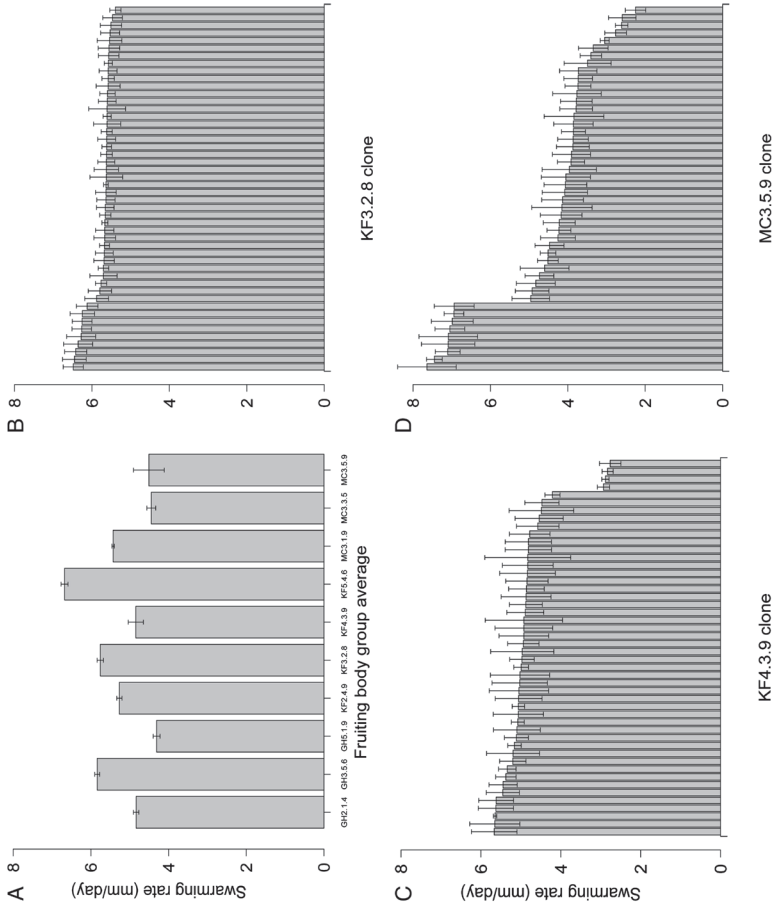 A
8
6
4
2
0
Swarming rate (mm/day)
GH2.1.4 GH3.5.6 GH5.1.9 KF2.4.9 KF3.2.8 KF4.3.9 KF5.4.6 MC3.1.9 MC3.3.5 MC3.5.9
Fruiting body group average
B
8
6
4
2
0
KF3.2.8 clone
C
8
6
4
2
0
Swarming rate (mm/day)
KF4.3.9 clone
D
8
6
4
2
0
MC3.5.9 clone